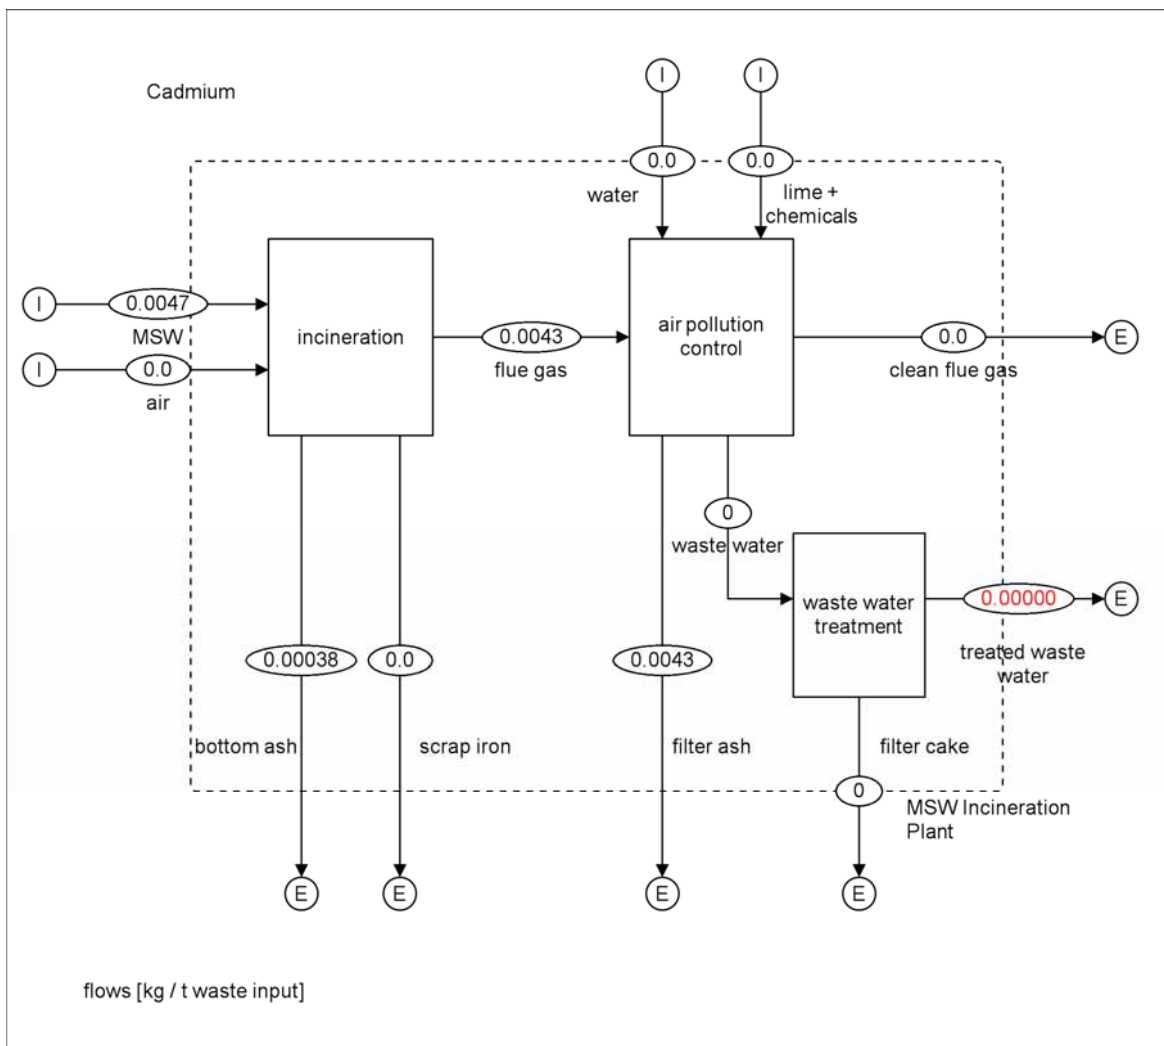 I
I
Cadmium
0.0
0.0
water
lime +
chemicals
I
0.0047
MSW
incineration
0.0043
flue gas
air pollution
control
0.0
clean flue gas
E
I
0.0
air
0
waste water
waste water
treatment
0.00000
E
treated waste
water
0.00038
0.0
0.0043
bottom ash
scrap iron
filter ash
filter cake
0
MSW Incineration
Plant
E
E
E
E
flows [kg / t waste input]